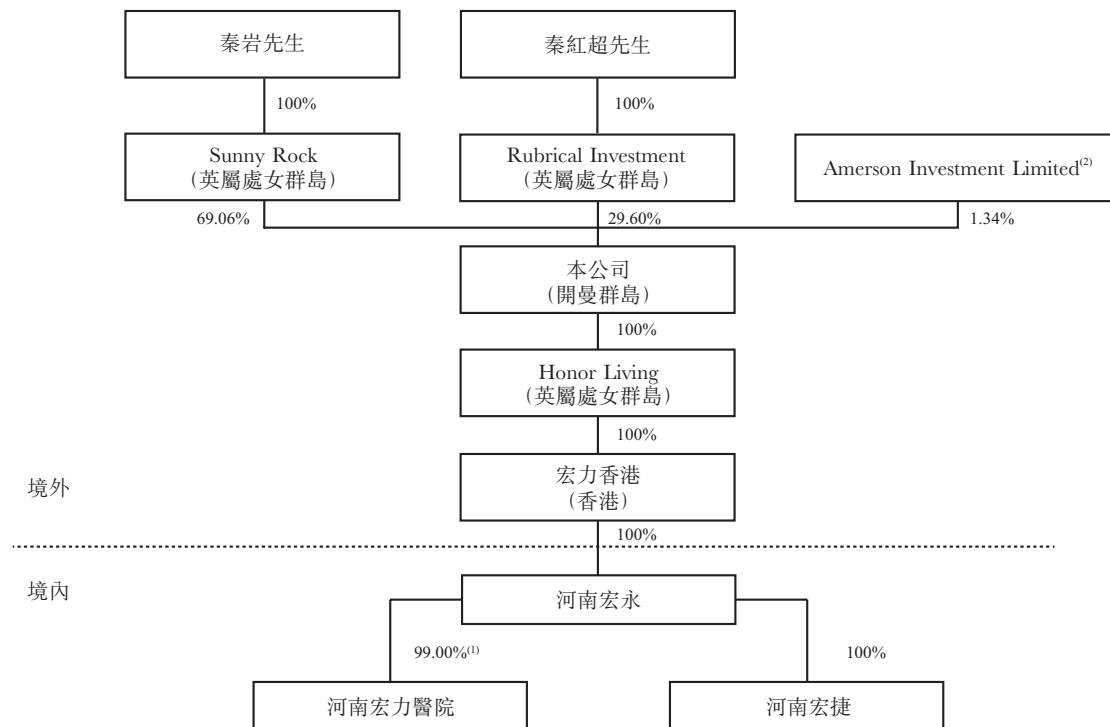 秦岩先生
秦紅超先生
100%
100%
Sunny Rock
(英屬處女群島)
Rubrical Investment
(英屬處女群島)
Amerson Investment Limited(2)
69.06%
29.60%
1.34%
本公司
(開曼群島)
100%
Honor Living
(英屬處女群島)
100%
宏力香港
(香港)
境外
100%
境內
河南宏永
99.00%(1)
100%
河南宏力醫院
河南宏捷